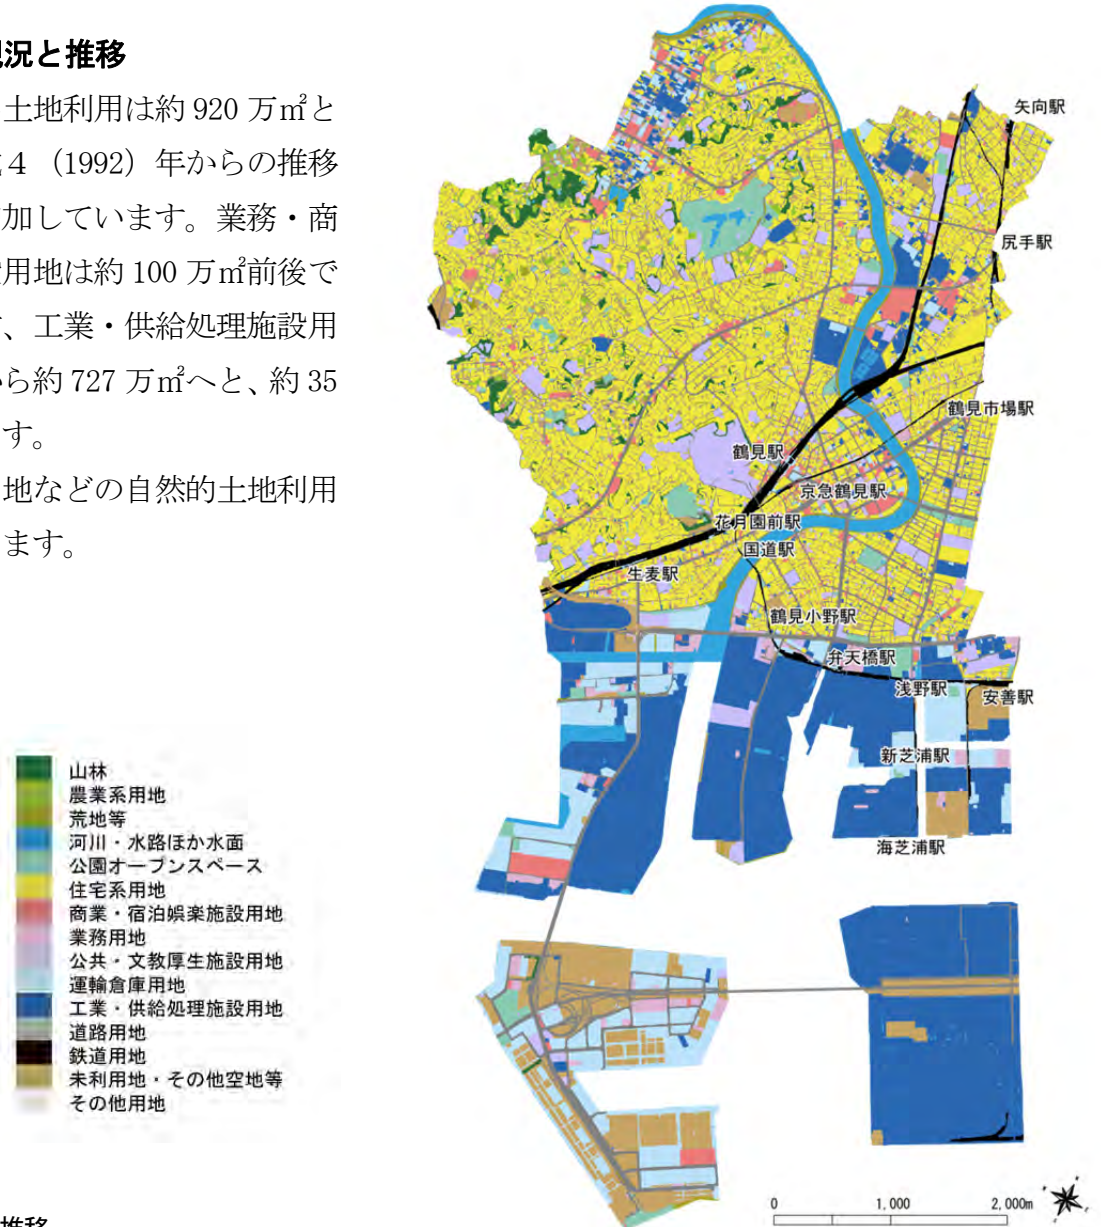 況と推移
土地利用は約 920 万㎡と
4（1992）年からの推移
加しています。業務・商
用地は約 100 万㎡前後で
、工業・供給処理施設用
ら約 727 万㎡へと、約 35
す。
地などの自然的土地利用
ます。
矢向駅
尻手駅
鶴見市場駅
鶴見駅
京急鶴見駅
花月園前駅
国道駅
生麦駅
鶴見小野駅
弁天橋駅
浅野駅
安善駅
新芝浦駅
海芝浦駅
山林
農業系用地
荒地等
河川・水路ほか水面
公園オープンスペース
住宅系用地
商業・宿泊娯楽施設用地
業務用地
公共・文教厚生施設用地
運輸倉庫用地
工業・供給処理施設用地
道路用地
鉄道用地
未利用地・その他空地等
その他用地
0 1,000 2,000m
推移